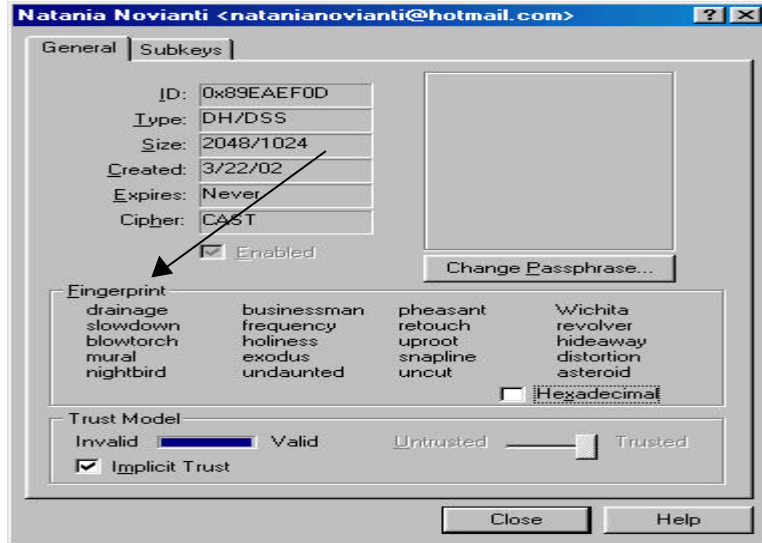 Natania Novianti <natanianovianti@hotmail.com>
General Subkeys
ID: 0x89EAEF0D
Type: DH/DSS
Size: 2048/1024
Created: 3/22/02
Expires: Never
Cipher: CAST
Enabled
Change Passphrase...
Fingerprint
drainage businessman pheasant Wichita
slowdown frequency retouch revolver
blowtorch holiness uproot hideaway
mural exodus snapline distortion
nightbird undaunted uncut asteroid
Hexadecimal
Trust Model
Invalid Valid Untrusted Trusted
Implicit Trust
Close Help